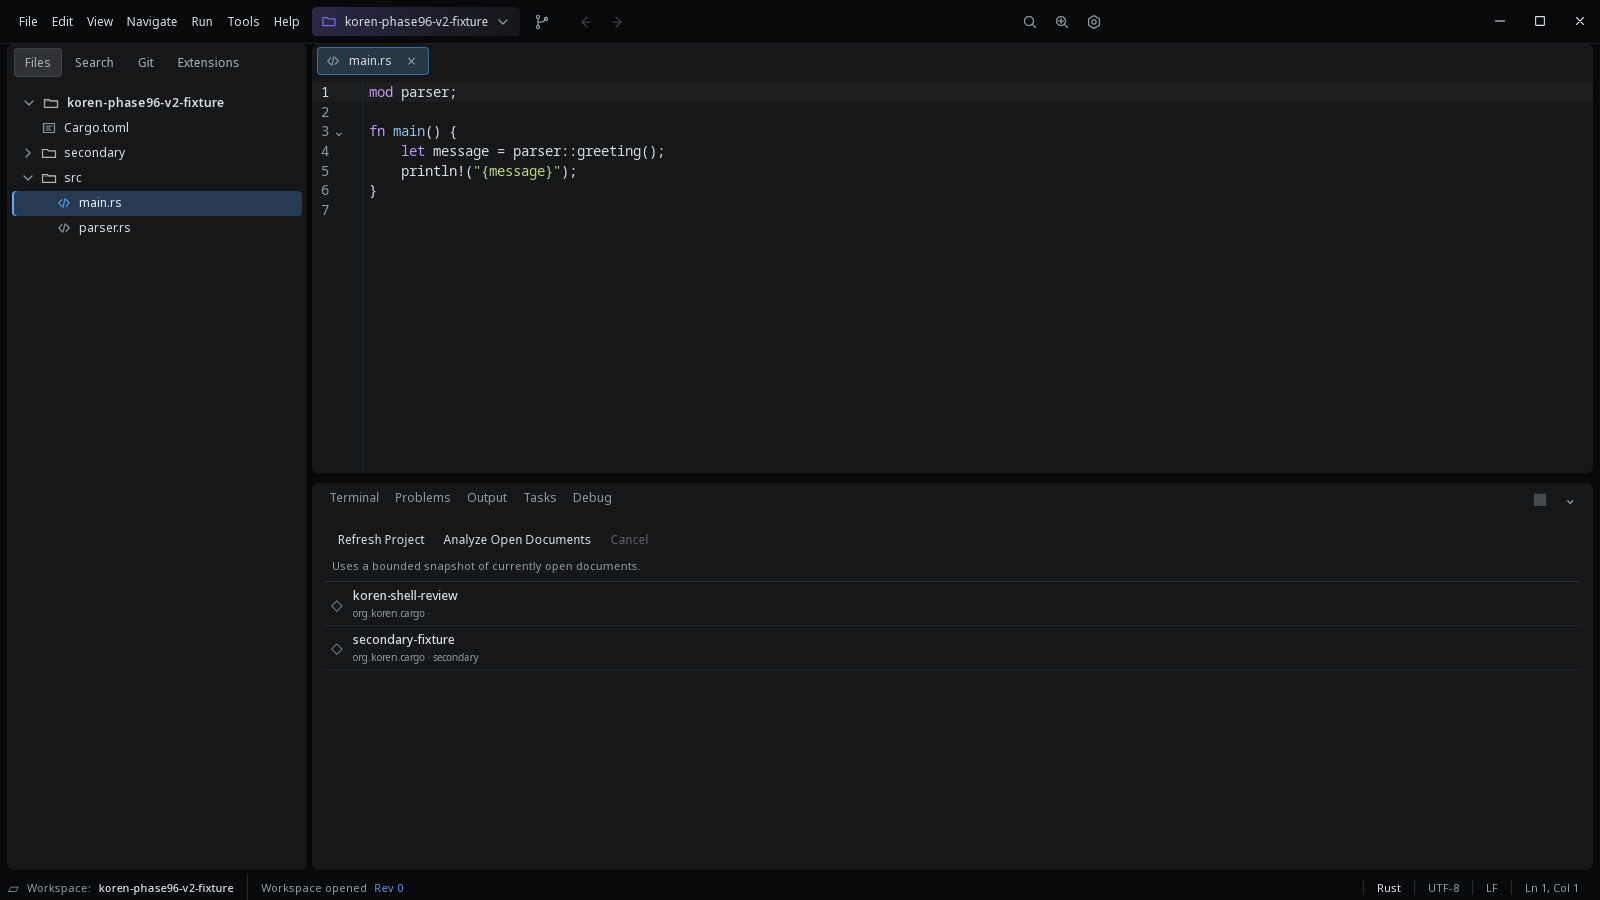 File Edit View Navigate Run Tools Help koren-phase96-v2-fixture
Files Search Git Extensions
koren-phase96-v2-fixture
Cargo.toml
secondary
src
main.rs
parser.rs
main.rs ×
1 mod parser;
2
3 fn main() {
4 let message = parser::greeting();
5 println!("{message}");
6 }
7
Terminal Problems Output Tasks Debug
Refresh Project Analyze Open Documents Cancel
Uses a bounded snapshot of currently open documents.
koren-shell-review
org.koren.cargo ·
secondary-fixture
org.koren.cargo · secondary
Workspace: koren-phase96-v2-fixture Workspace opened Rev 0 Rust UTF-8 LF Ln 1, Col 1